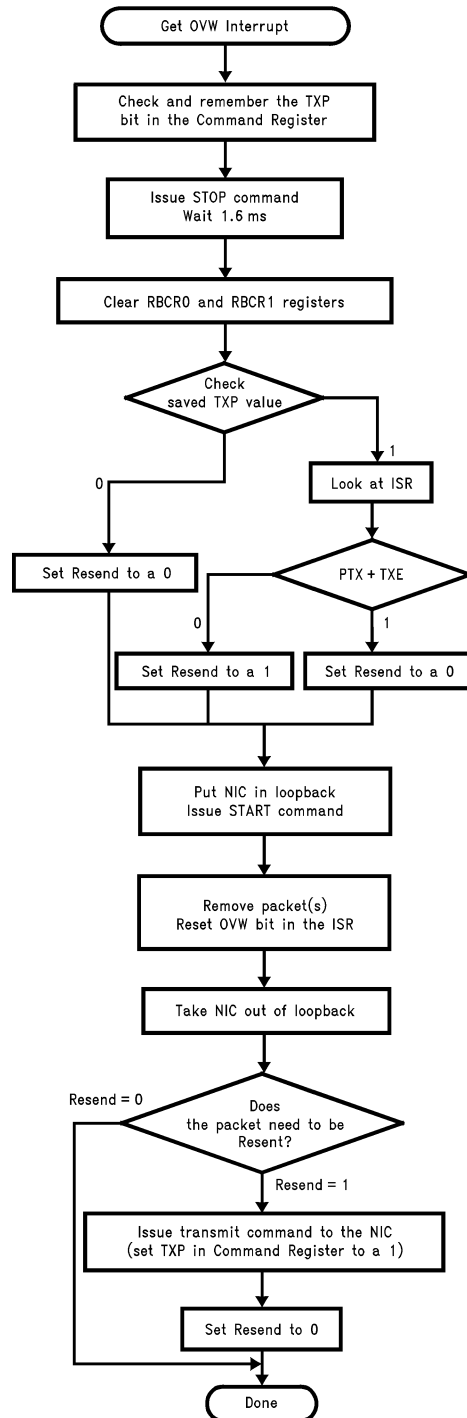 Get OVW Interrupt
Check and remember the TXP
bit in the Command Register
Issue STOP command
Wait 1.6 ms
Clear RBCR0 and RBCR1 registers
Check
saved TXP value
0
1
Look at ISR
Set Resend to a 0
PTX + TXE
0
1
Set Resend to a 1
Set Resend to a 0
Put NIC in loopback
Issue START command
Remove packet(s)
Reset OVW bit in the ISR
Take NIC out of loopback
Resend = 0
Does
the packet need to be
Resent?
Resend = 1
Issue transmit command to the NIC
(set TXP in Command Register to a 1)
Set Resend to 0
Done